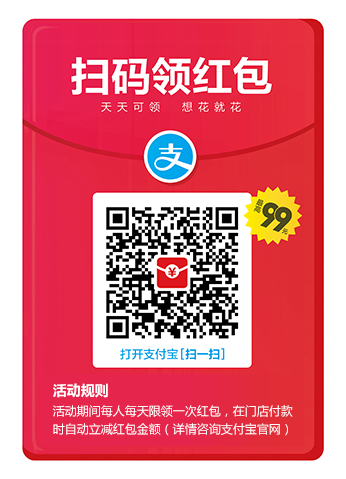 扫码领红包
天天可领 想花就花
支
最高99元
¥
打开支付宝[扫一扫]
活动规则
活动期间每人每天限领一次红包，在门店付款
时自动立减红包金额（详情咨询支付宝官网）